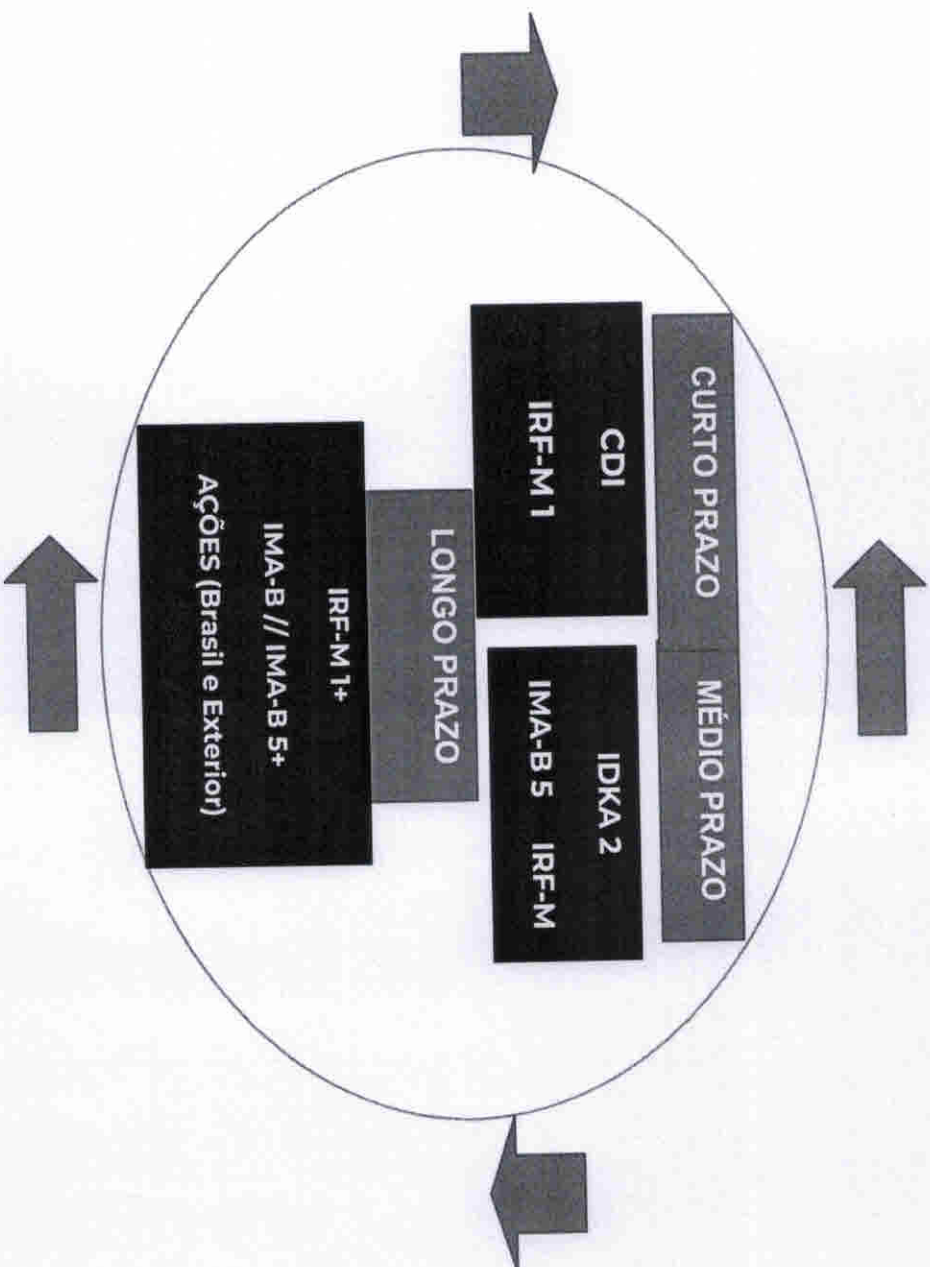 CURTO PRAZO
CDI
IRF-M 1
MÉDIO PRAZO
IDKA 2
IMA-B 5 IRF-M
LONGO PRAZO
IRF-M 1+
IMA-B // IMA-B 5+
AÇÕES (Brasil e Exterior)